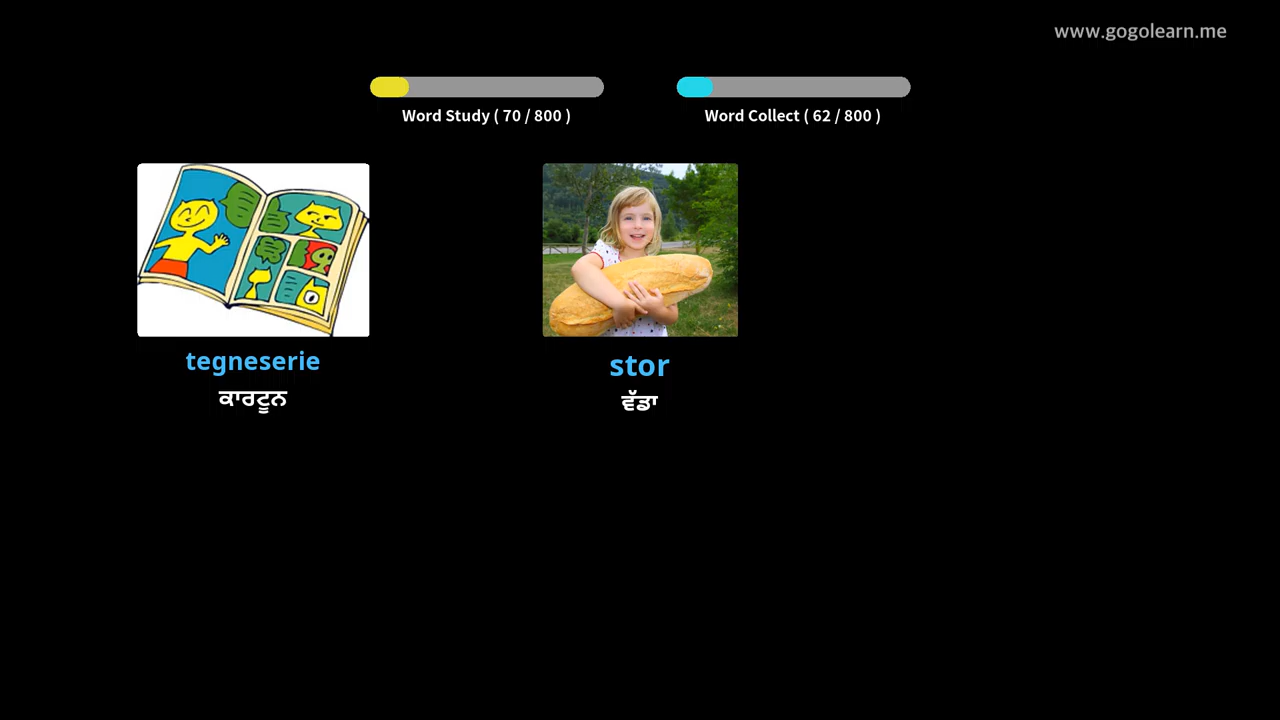 www.gogolearn.me
Word Study ( 70 / 800 )
Word Collect ( 62 / 800 )
tegneserie
ਕਾਰਟੂਨ
stor
ਵੱਡਾ